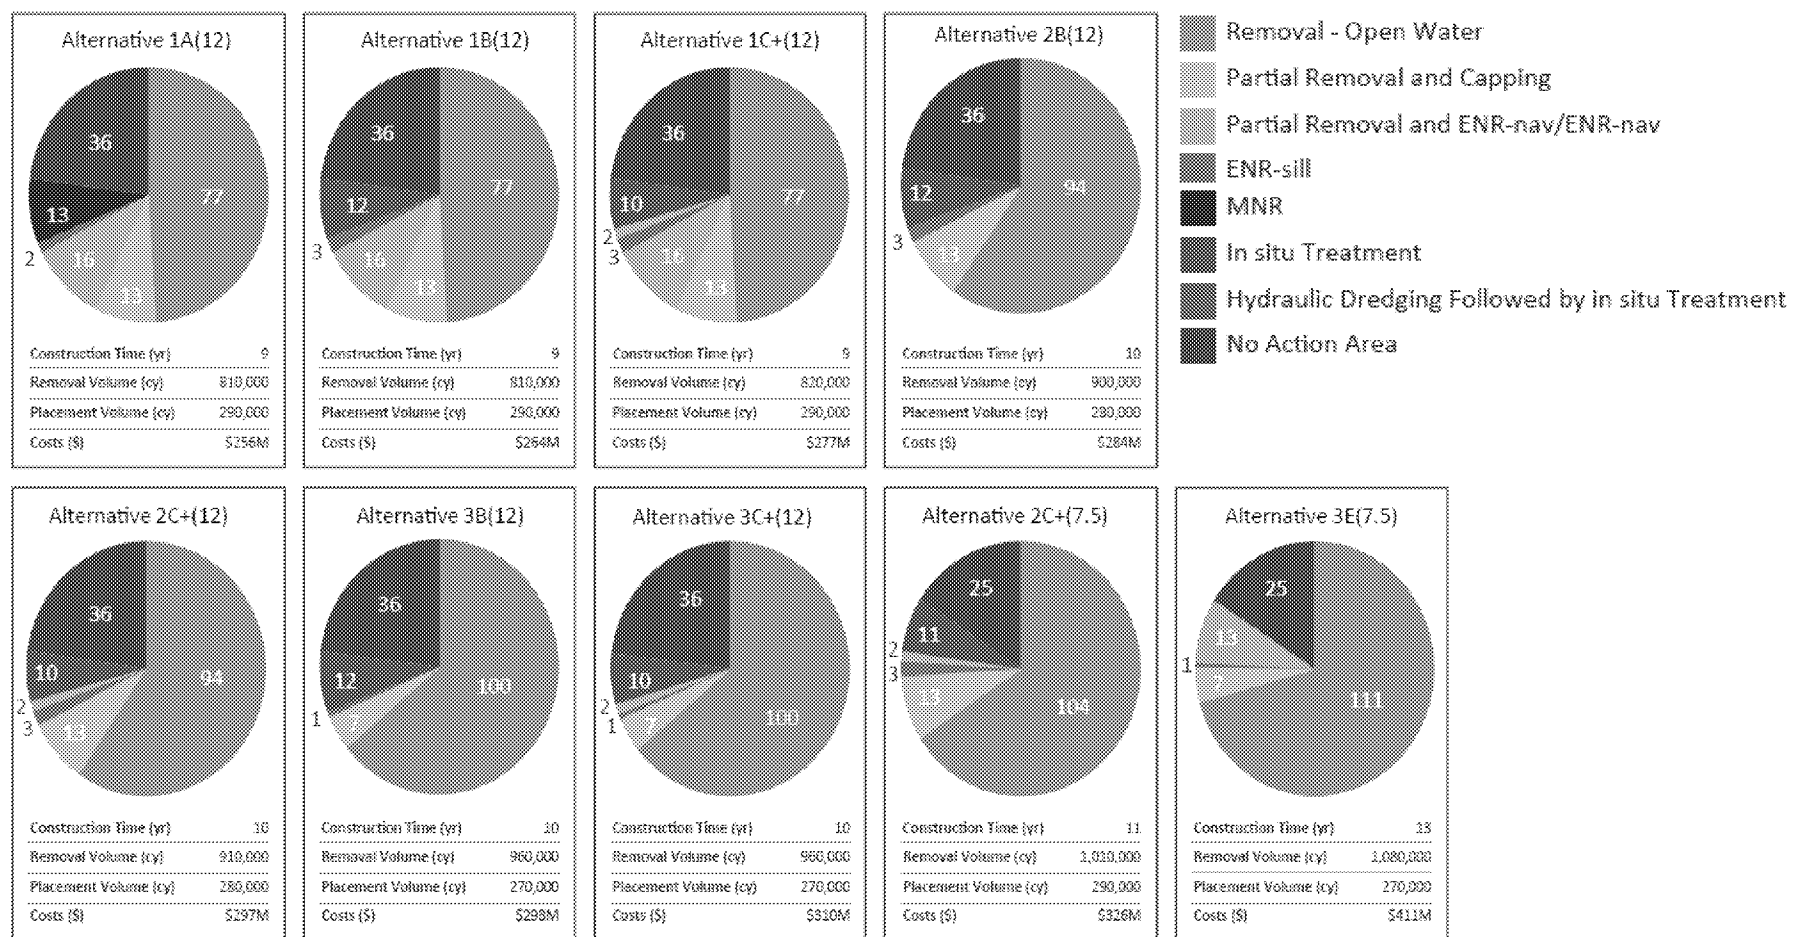 Alternative 1A(12)
36
77
13
2
16
13
Construction Time (yr) 9
Removal Volume (cy) 810,000
Placement Volume (cy) 290,000
Costs ($) $256M
Alternative 1B(12)
36
77
12
3
16
13
Construction Time (yr) 9
Removal Volume (cy) 810,000
Placement Volume (cy) 290,000
Costs ($) $264M
Alternative 1C+(12)
36
77
10
2
3
16
13
Construction Time (yr) 9
Removal Volume (cy) 820,000
Placement Volume (cy) 290,000
Costs ($) $277M
Alternative 2B(12)
36
94
12
3
13
Construction Time (yr) 10
Removal Volume (cy) 900,000
Placement Volume (cy) 280,000
Costs ($) $284M
Removal - Open Water
Partial Removal and Capping
Partial Removal and ENR-nav/ENR-nav
ENR-sill
MNR
In situ Treatment
Hydraulic Dredging Followed by in situ Treatment
No Action Area
Alternative 2C+(12)
36
94
10
2
3
13
Construction Time (yr) 10
Removal Volume (cy) 910,000
Placement Volume (cy) 280,000
Costs ($) $297M
Alternative 3B(12)
36
100
12
1
7
Construction Time (yr) 10
Removal Volume (cy) 960,000
Placement Volume (cy) 270,000
Costs ($) $298M
Alternative 3C+(12)
36
100
10
2
1
7
Construction Time (yr) 10
Removal Volume (cy) 960,000
Placement Volume (cy) 270,000
Costs ($) $310M
Alternative 2C+(7.5)
25
104
11
2
3
13
Construction Time (yr) 11
Removal Volume (cy) 1,010,000
Placement Volume (cy) 290,000
Costs ($) $326M
Alternative 3E(7.5)
25
111
13
1
Construction Time (yr) 13
Removal Volume (cy) 1,080,000
Placement Volume (cy) 270,000
Costs ($) $411M